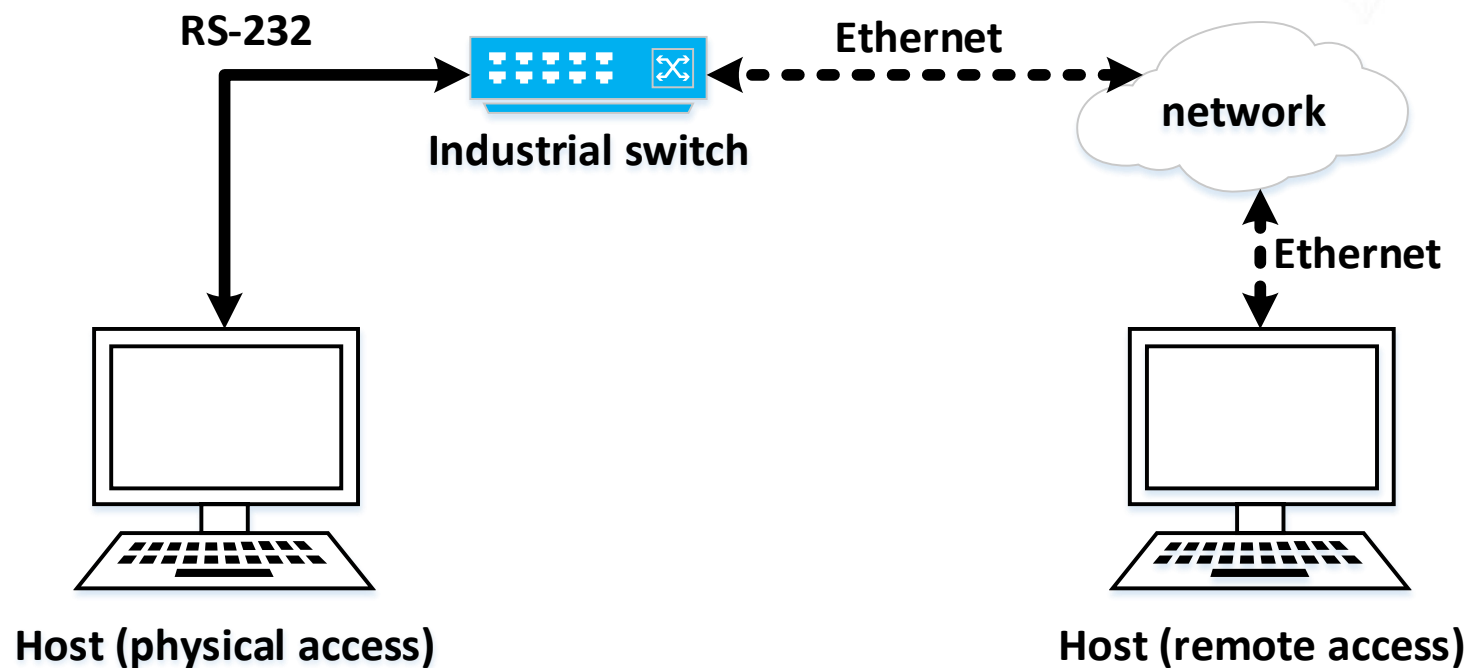 RS-232
Ethernet
network
Industrial switch
Ethernet
Host (physical access)
Host (remote access)